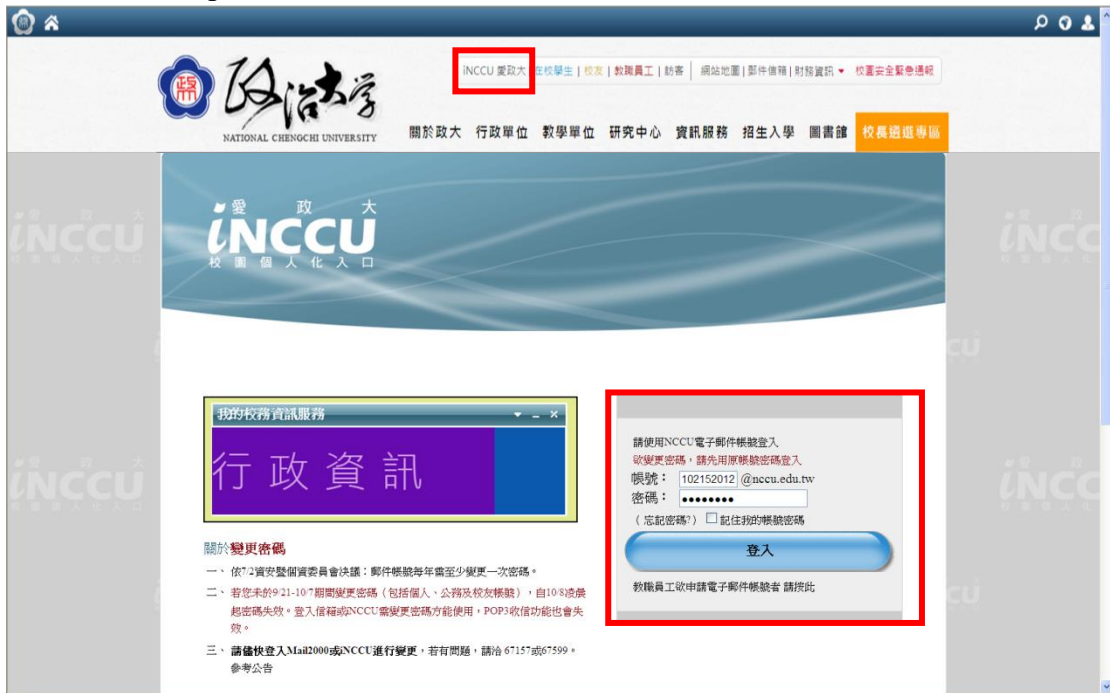 iNCCU 愛政大 | 在校學生 | 校友 | 教職員工 | 訪客 | 網站地圖 | 郵件信箱 | 財務資訊 ▼ 校園安全緊急通報
政治大学
NATIONAL CHENGCHI UNIVERSITY
關於政大 行政單位 教學單位 研究中心 資訊服務 招生入學 圖書館 校長遴選專區
愛 政 大
iNCCU
校園個人化入口
我的校務資訊服務
行政資訊
請使用NCCU電子郵件帳號登入
欲變更密碼,請先用原帳號密碼登入
帳號: 102152012 @nccu.edu.tw
密碼: ••••••••
(忘記密碼?) 記住我的帳號密碼
登入
教職員工欲申請電子郵件帳號者 請按此
關於變更密碼
一、 依7/2資安暨個資委員會決議:郵件帳號每年需至少變更一次密碼。
二、 若您未於9/21-10/7期間變更密碼(包括個人、公務及校友帳號),自10/8凌晨
起密碼失效。登入信箱或iNCCU需變更密碼方能使用,POP3收信功能也會失
效。
三、 請儘快登入Mail2000或iNCCU進行變更,若有問題,請洽 67157或67599。
參考公告